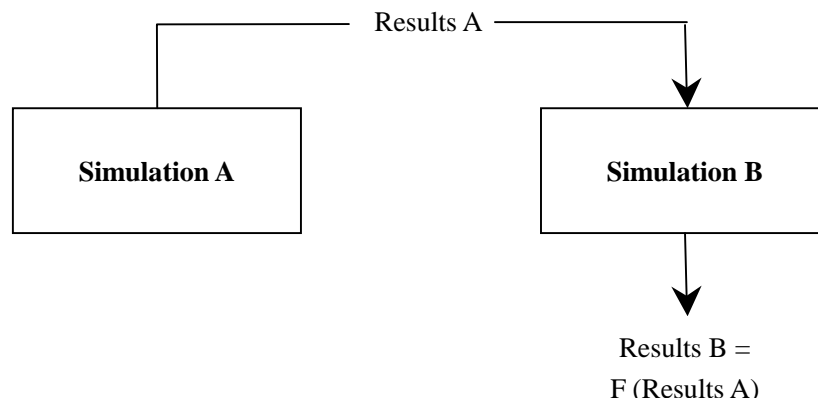 Results A
Simulation A
Simulation B
Results B =
F (Results A)